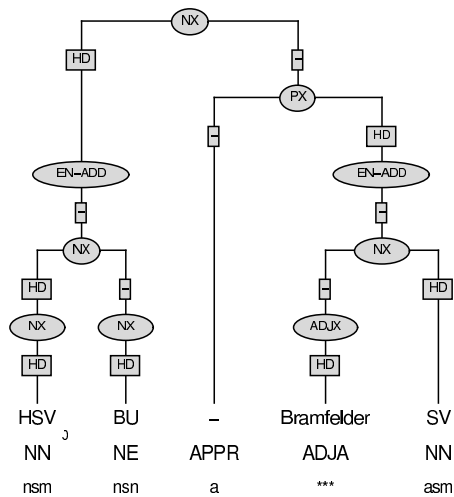 NX
HD –
PX
– HD
EN–ADD EN–ADD
– –
NX NX
HD – – HD
NX NX ADJX
HD HD HD
HSV BU – Bramfelder SV
NN NE APPR ADJA NN
nsm nsn a *** asm